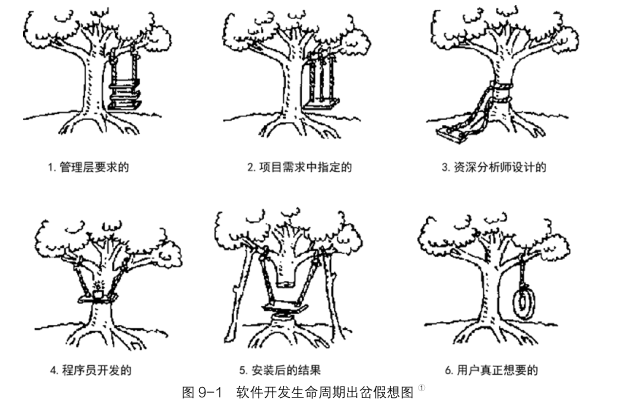 1.管理层要求的
2.项目需求中指定的
3.资深分析师设计的
4.程序员开发的
5.安装后的结果
6.用户真正想要的
图 9-1 软件开发生命周期出岔假想图①